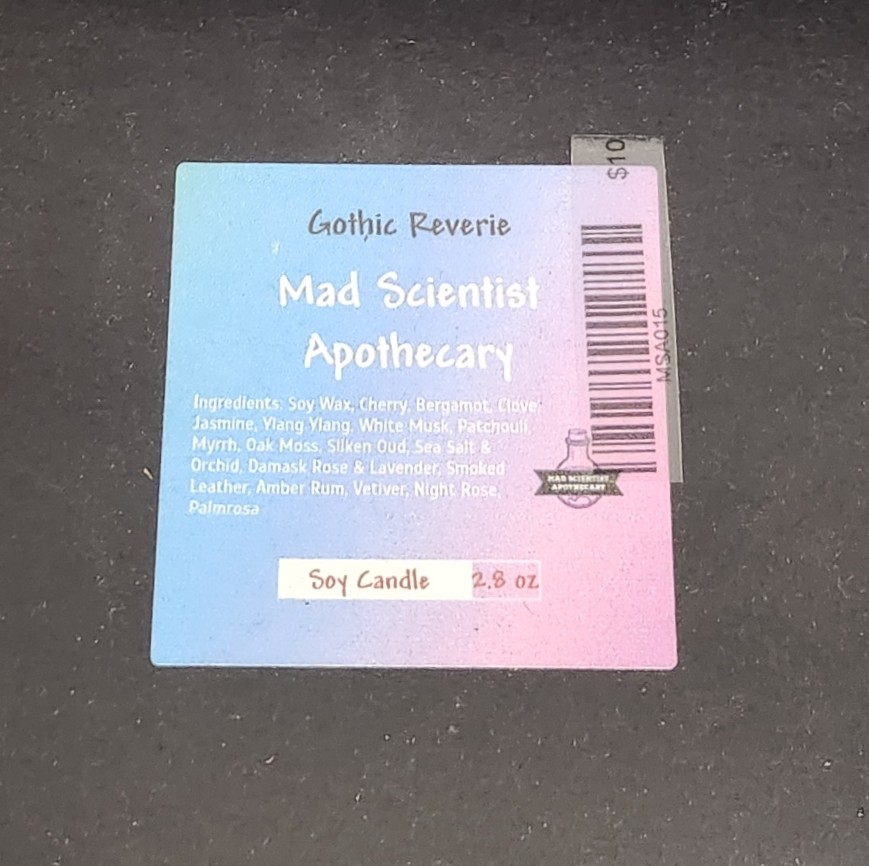 $10
Gothic Reverie
Mad Scientist
Apothecary
MSA015
Ingredients: Soy Wax, Cherry, Bergamot, Clove,
Jasmine, Ylang Ylang, White Musk, Patchouli,
Myrrh, Oak Moss, Silken Oud, Sea Salt &
Orchid, Damask Rose & Lavender, Smoked
Leather, Amber Rum, Vetiver, Night Rose,
Palmrosa
MAD SCIENTIST
APOTHECARY
Soy Candle 2.8 oz